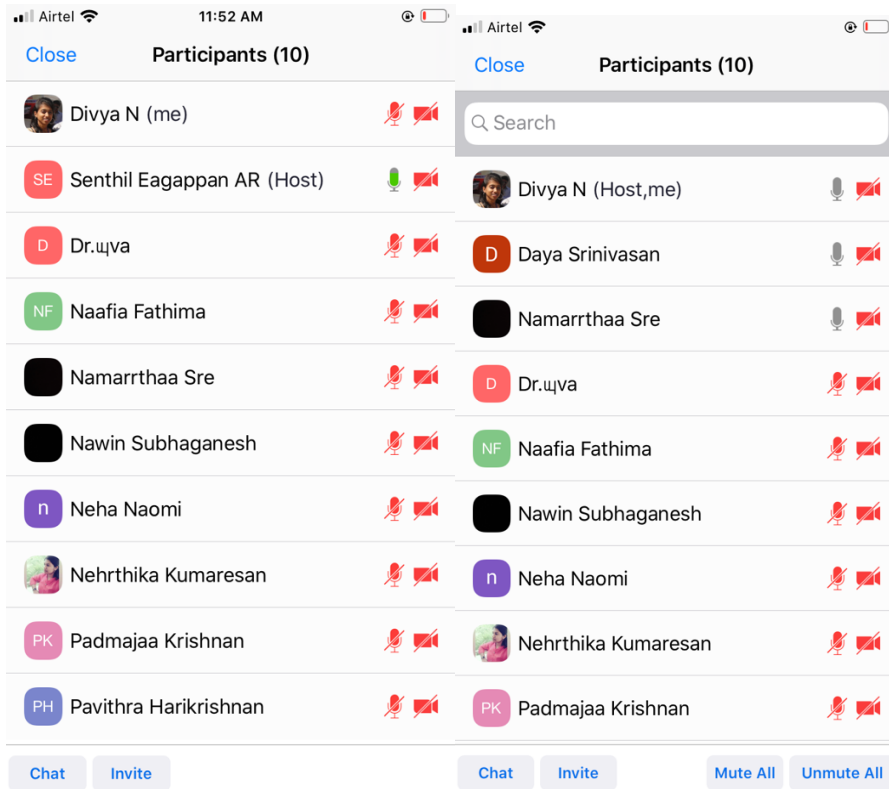 Airtel 11:52 AM
Close Participants (10)
Divya N (me)
SE Senthil Eagappan AR (Host)
D Dr.யுva
NF Naafia Fathima
Namarrthaa Sre
Nawin Subhaganesh
n Neha Naomi
Nehrthika Kumaresan
PK Padmajaa Krishnan
PH Pavithra Harikrishnan
Chat Invite
Airtel
Close Participants (10)
Search
Divya N (Host,me)
D Daya Srinivasan
Namarrthaa Sre
D Dr.யுva
NF Naafia Fathima
Nawin Subhaganesh
n Neha Naomi
Nehrthika Kumaresan
PK Padmajaa Krishnan
Chat Invite Mute All Unmute All